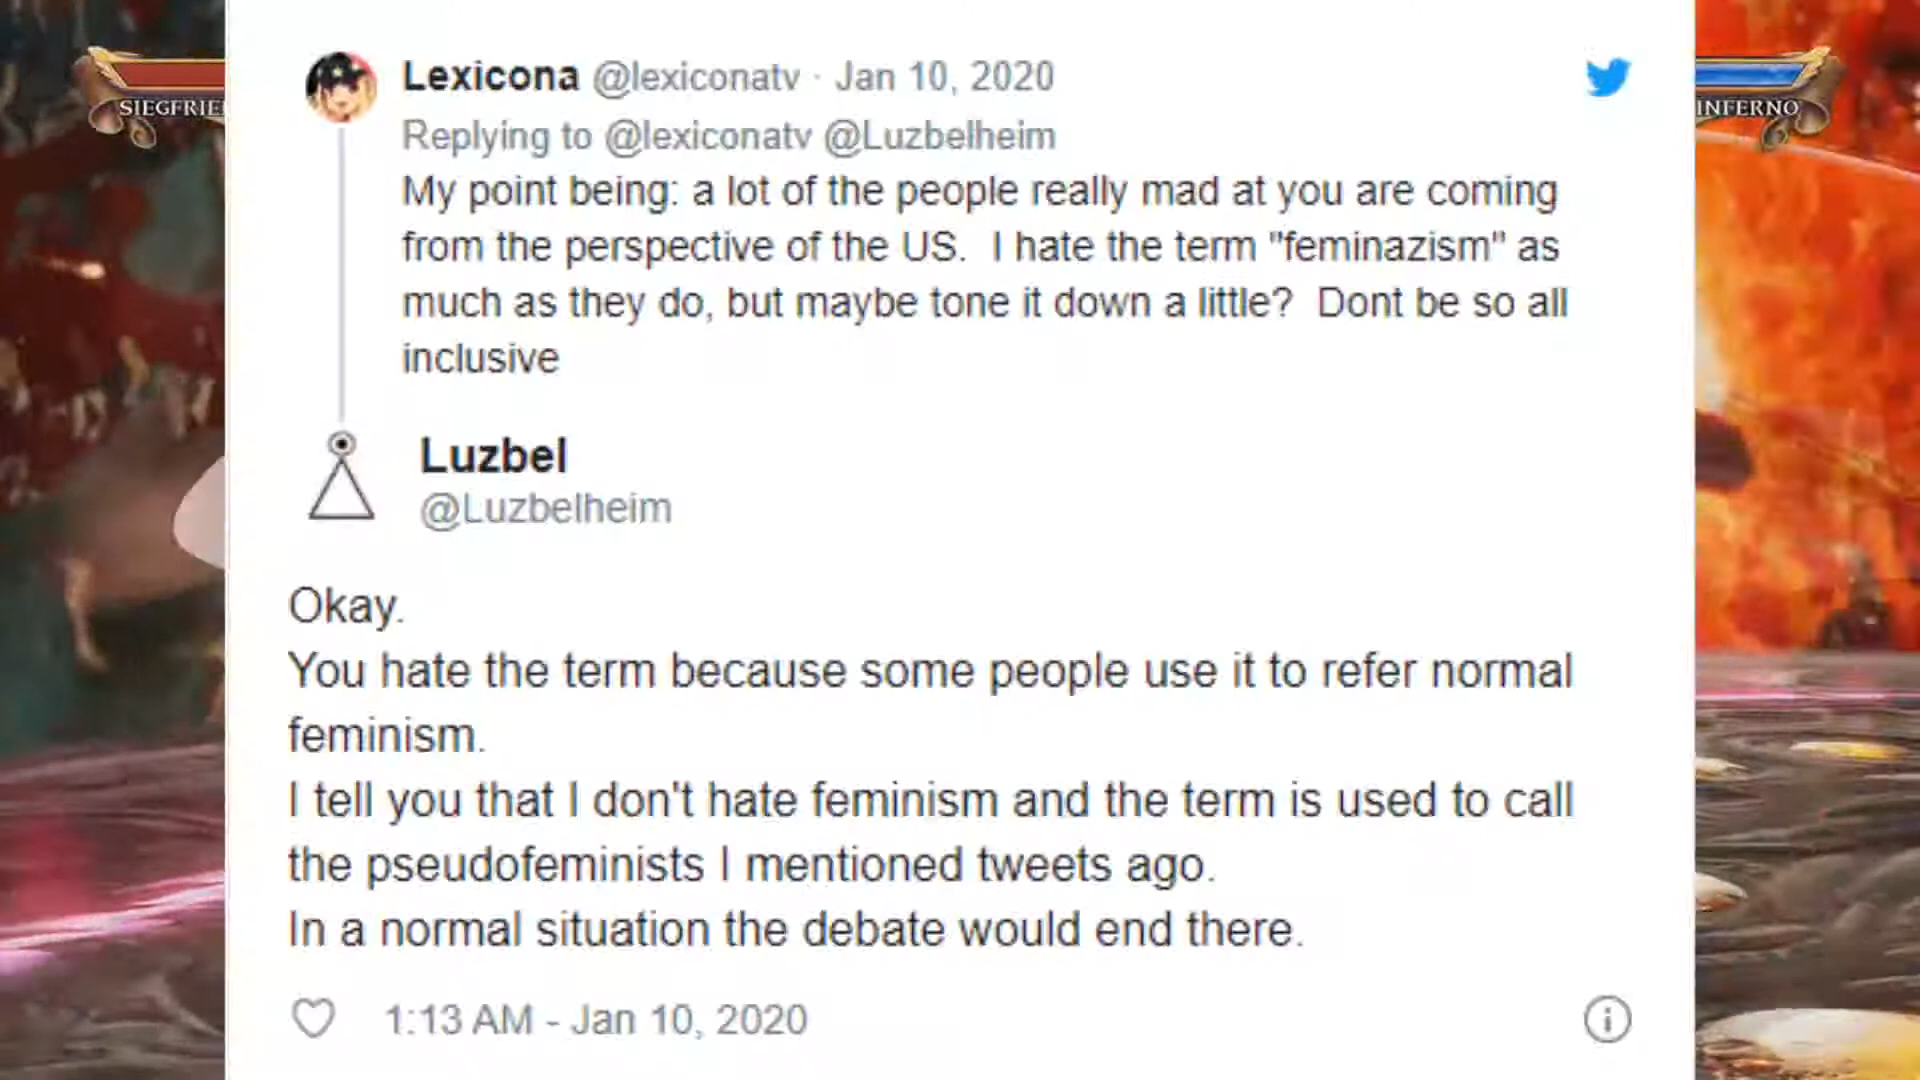 Lexicona @lexiconatv · Jan 10, 2020
Replying to @lexiconatv @Luzbelheim
SIEGFRIE
INFERNO
My point being: a lot of the people really mad at you are coming
from the perspective of the US. I hate the term "feminazism" as
much as they do, but maybe tone it down a little? Dont be so all
inclusive
Luzbel
@Luzbelheim
Okay.
You hate the term because some people use it to refer normal
feminism.
I tell you that I don't hate feminism and the term is used to call
the pseudofeminists I mentioned tweets ago.
In a normal situation the debate would end there.
1:13 AM - Jan 10, 2020